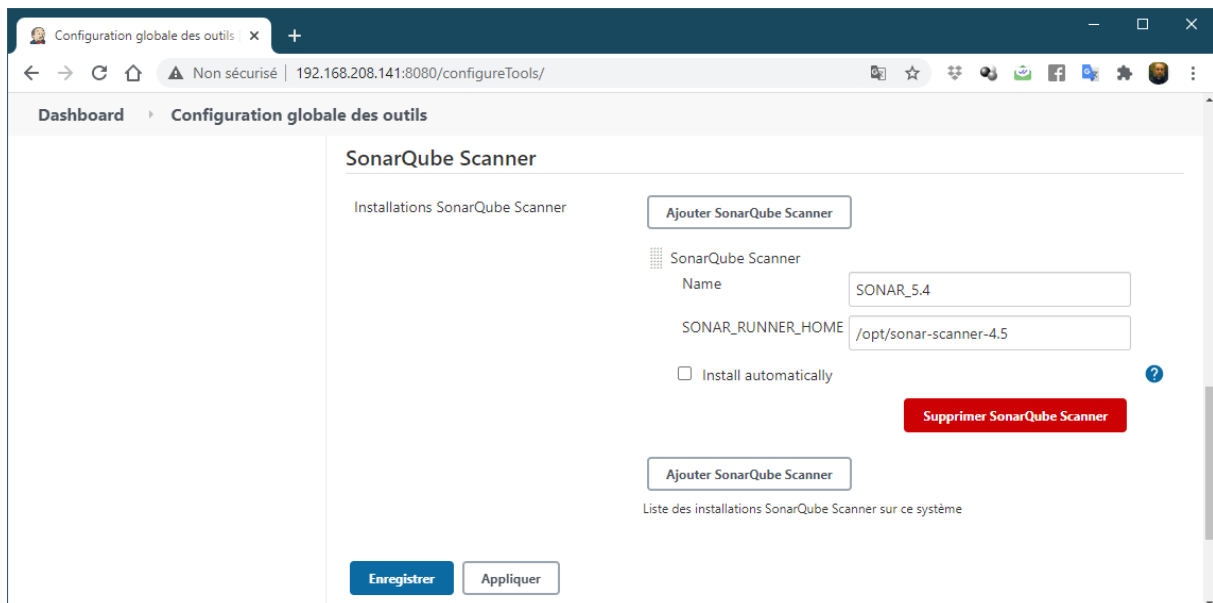 Configuration globale des outils
Non sécurisé | 192.168.208.141:8080/configureTools/
Dashboard Configuration globale des outils
SonarQube Scanner
Installations SonarQube Scanner
Ajouter SonarQube Scanner
SonarQube Scanner
Name
SONAR_5.4
SONAR_RUNNER_HOME
/opt/sonar-scanner-4.5
Install automatically
?
Supprimer SonarQube Scanner
Ajouter SonarQube Scanner
Liste des installations SonarQube Scanner sur ce système
Enregistrer
Appliquer